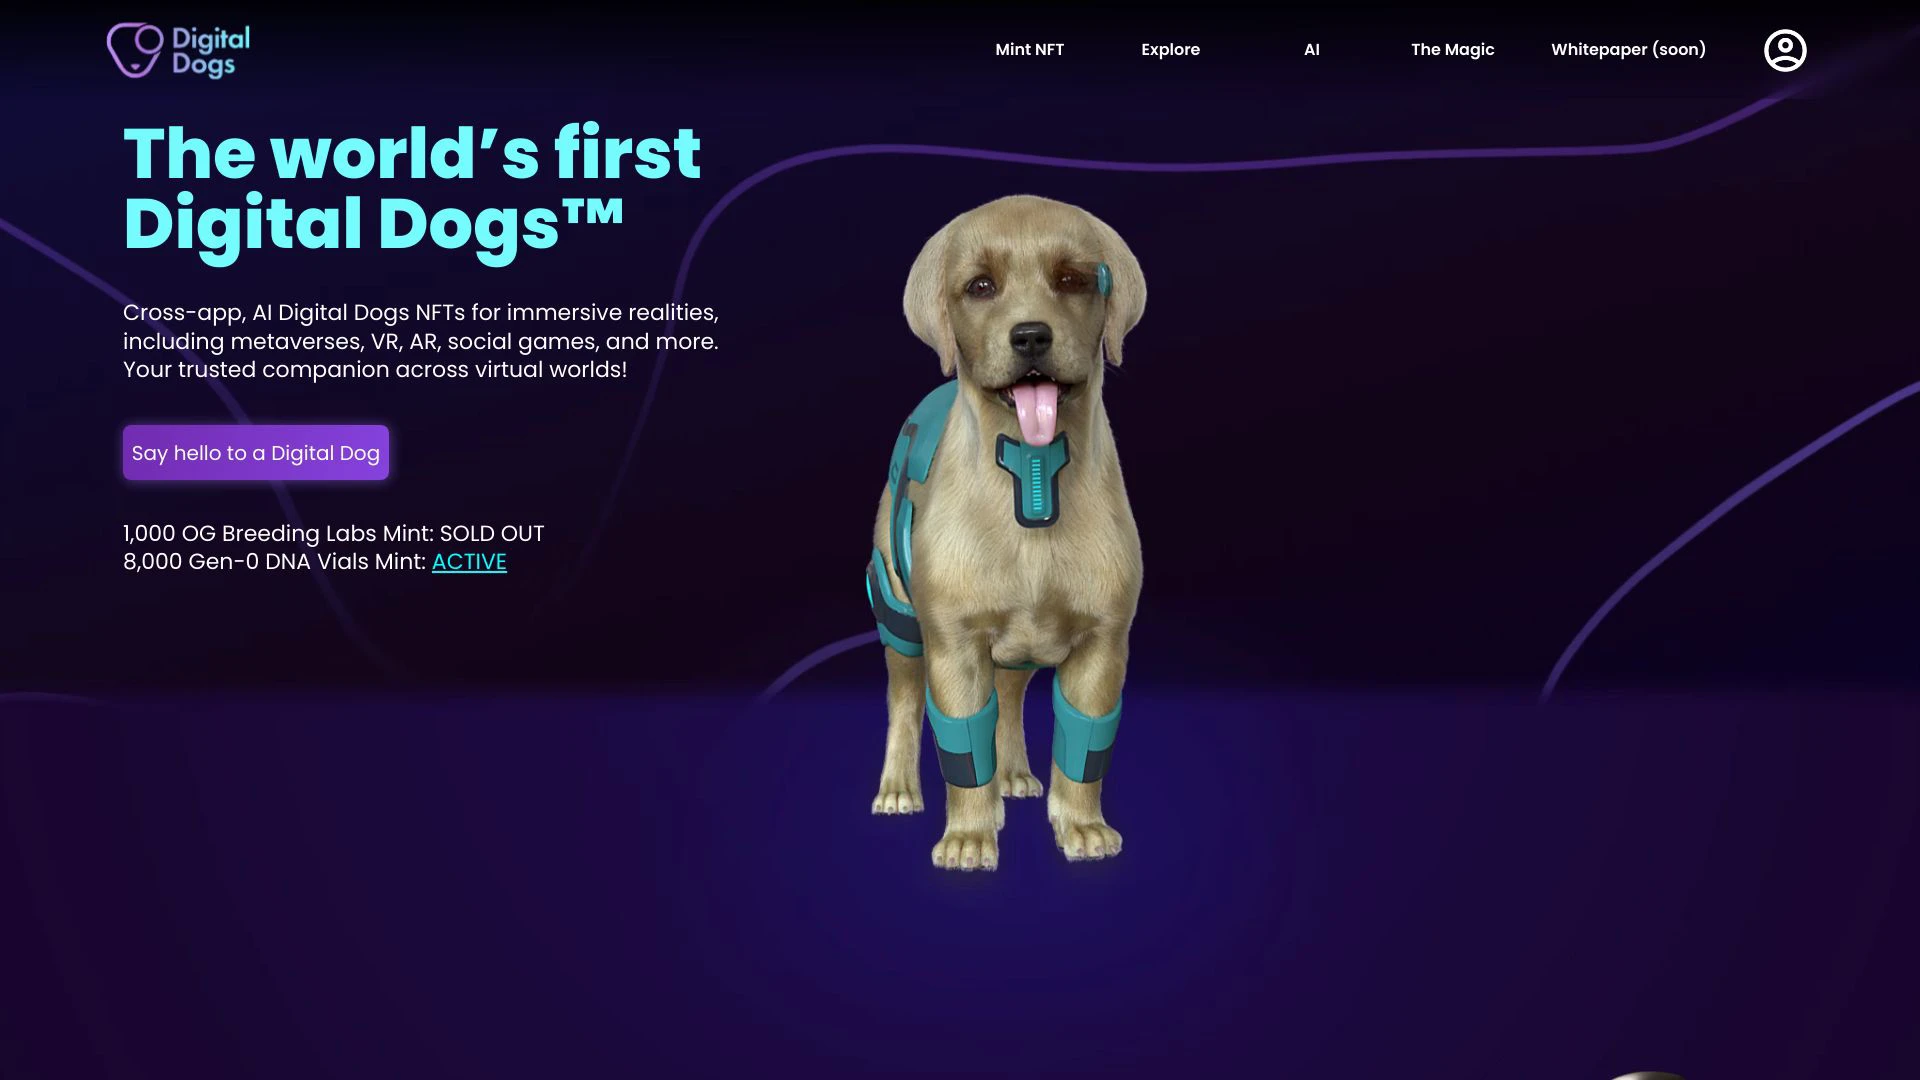 Digital
Dogs
Mint NFT
Explore
AI
The Magic
Whitepaper (soon)
The world’s first
Digital Dogs™
Cross-app, AI Digital Dogs NFTs for immersive realities,
including metaverses, VR, AR, social games, and more.
Your trusted companion across virtual worlds!
Say hello to a Digital Dog
1,000 OG Breeding Labs Mint: SOLD OUT
8,000 Gen-0 DNA Vials Mint: ACTIVE